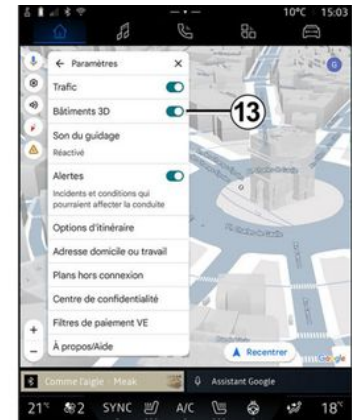 10°C 15:03
Paramètres
Trafic
Bâtiments 3D
13
Son du guidage
Réactivé
Alertes
Incidents et conditions qui
pourraient affecter la conduite
Options d'itinéraire
Adresse domicile ou travail
Plans hors connexion
Centre de confidentialité
Filtres de paiement VE
À propos/Aide
G
+
−
Recentrer
Google
Comme l'aigle - Meak
Assistant Google
21°C 2 SYNC A/C 18°C